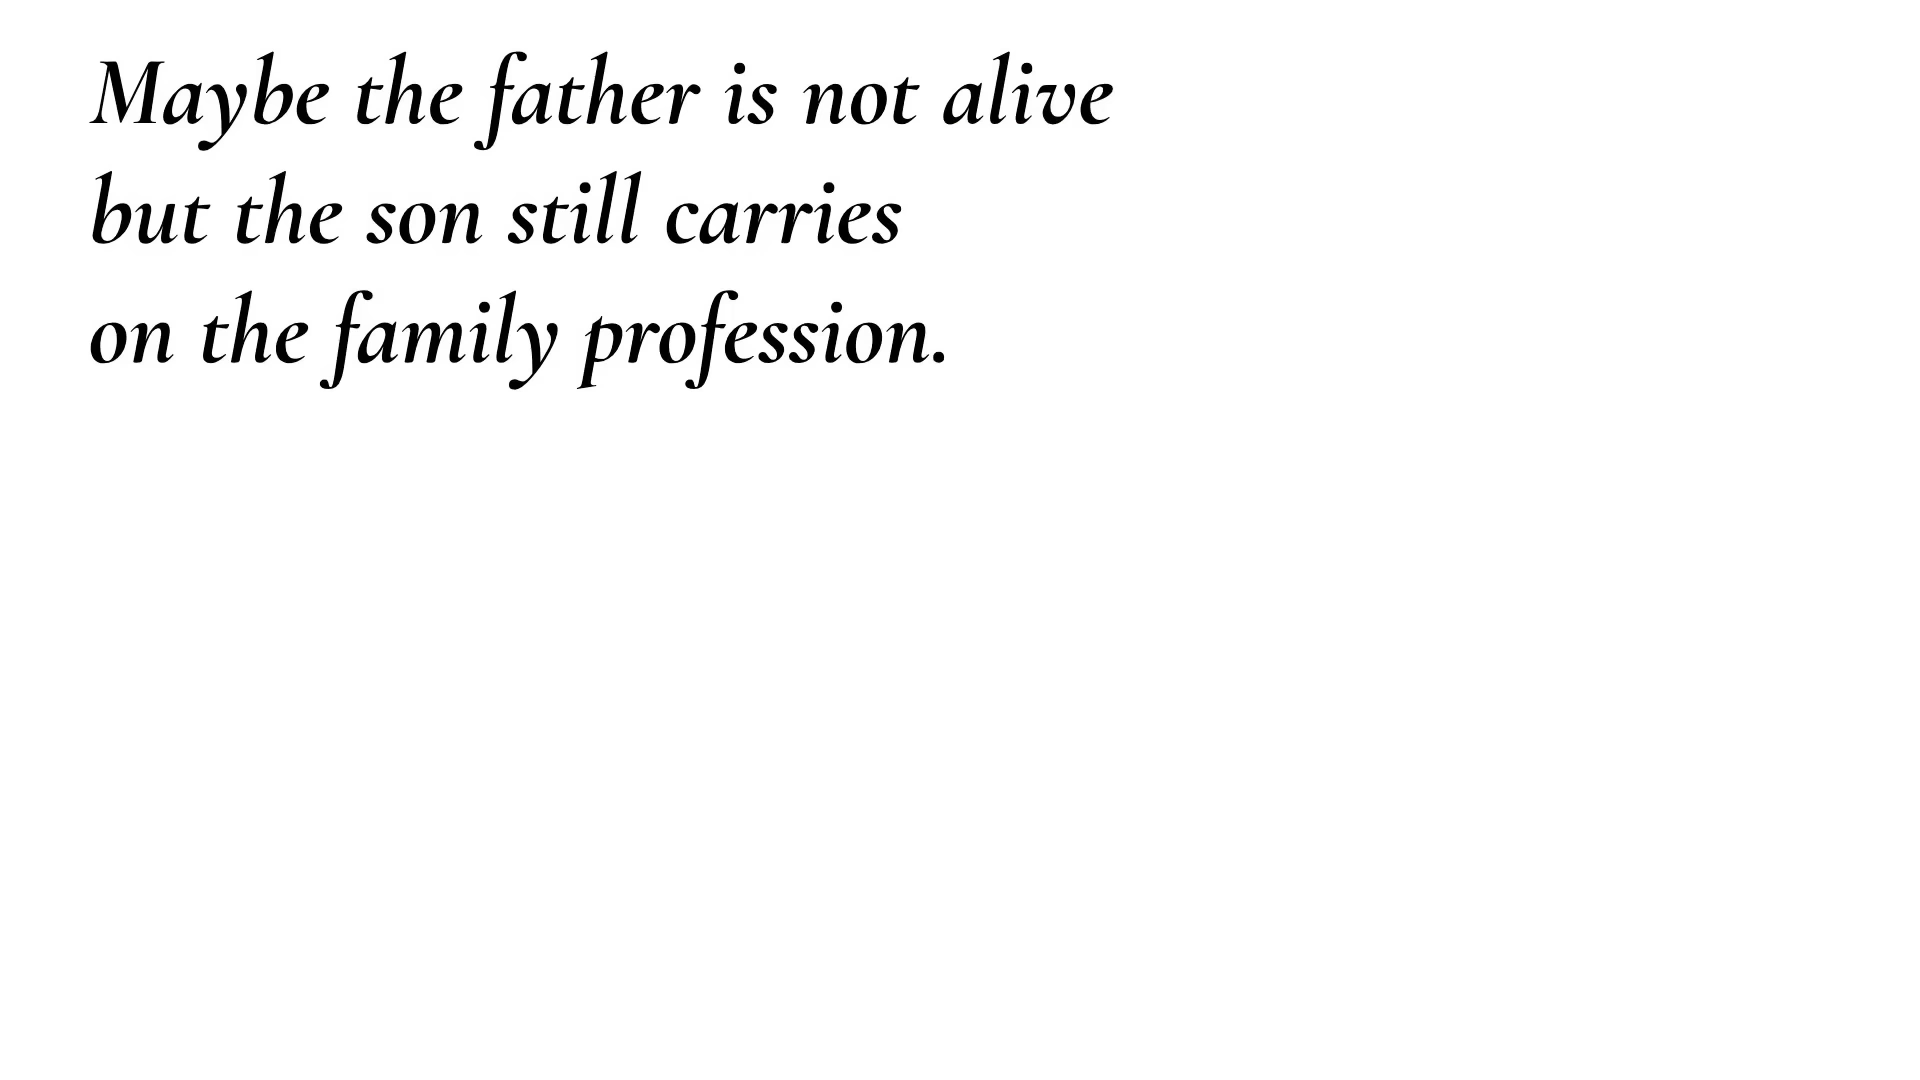 Maybe the father is not alive
but the son still carries
on the family profession.